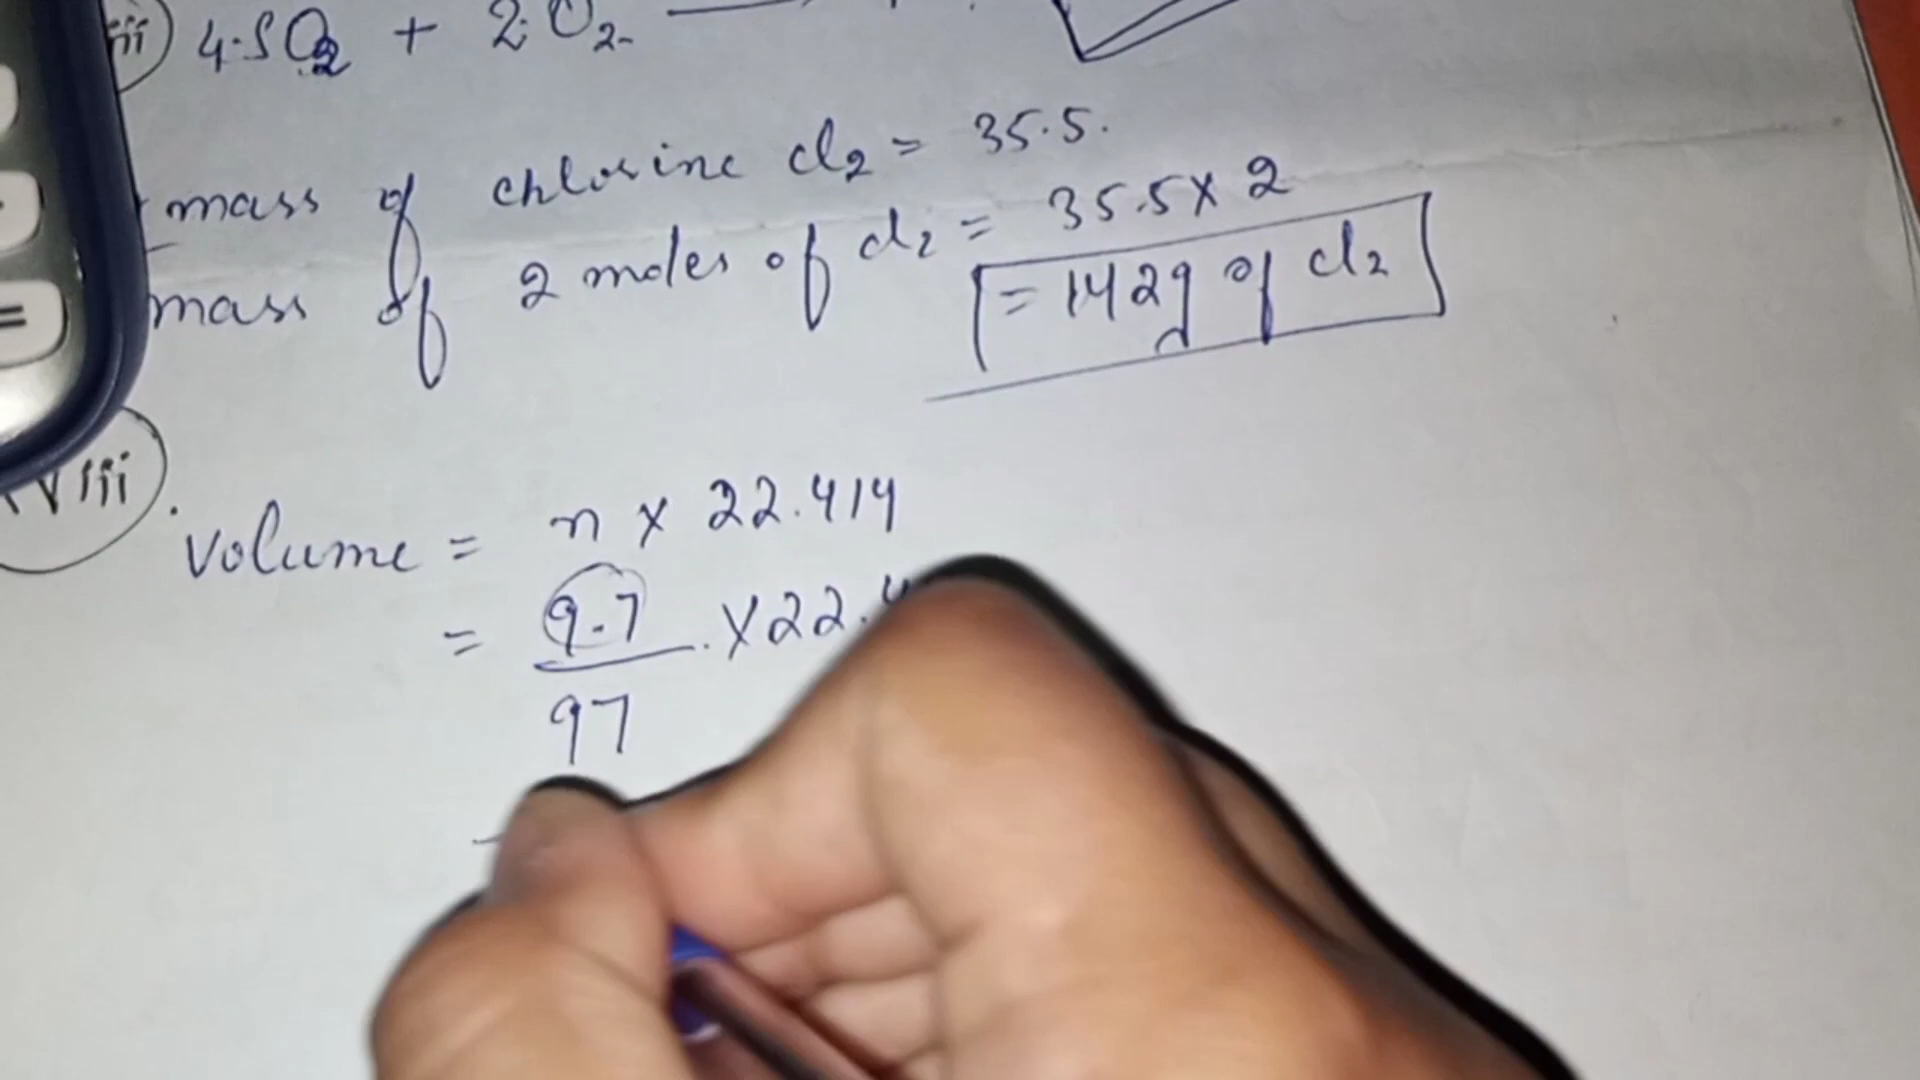 iii) 4.SO2 + 2O2
mass of chlorine cl2 = 35.5.
mass of 2 moles of cl2 = 35.5 x 2
= 142g of cl2
viii. volume = n x 22.414
= 9.7 x 22.4
97
=